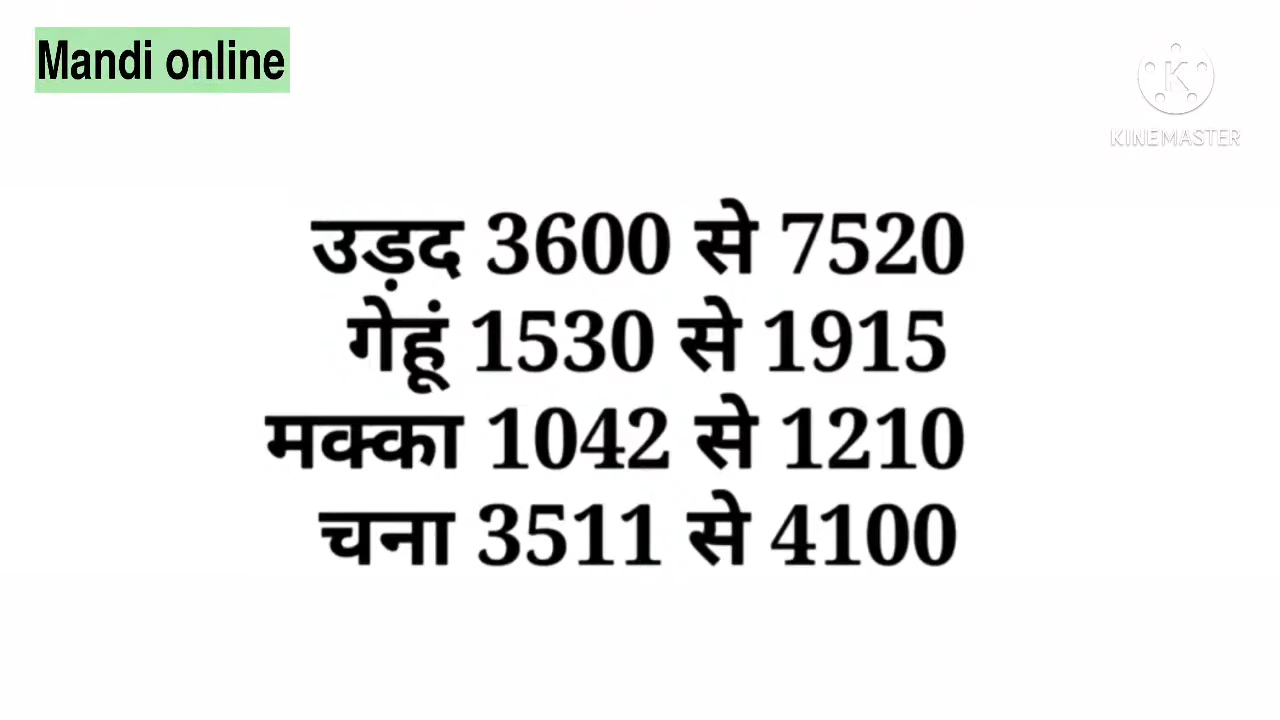 Mandi online
KINEMASTER
उड़द 3600 से 7520
गेहूं 1530 से 1915
मक्का 1042 से 1210
चना 3511 से 4100